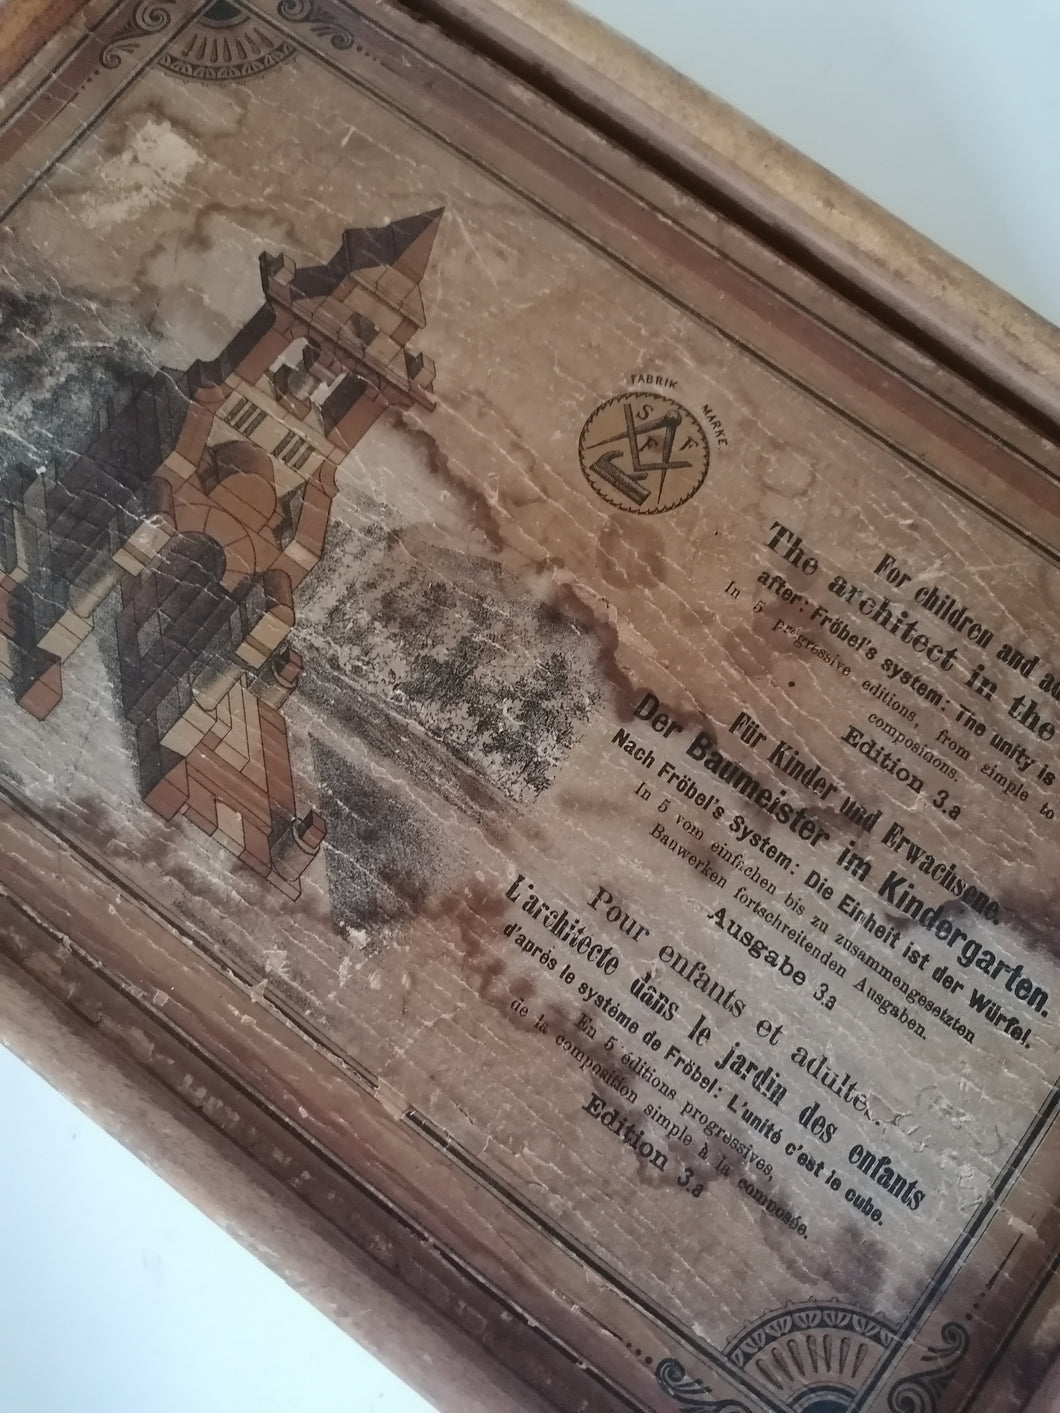 FABRIK MARKE
S F F
For children and
The architect in the
after: Fröbel's system: The unity is
In 5 progressive editions, from simple to
compositions.
Edition 3.a
Für Kinder und Erwachsene.
Der Baumeister im Kindergarten.
Nach Fröbel's System: Die Einheit ist der Würfel.
In 5 vom einfachen bis zu zusammengesetzten
Bauwerken fortschreitenden Ausgaben.
Ausgabe 3.a
Pour enfants et adultes.
L'architecte dans le jardin des enfants
d'aprés le système de Fröbel: L'unité c'est le cube.
En 5 éditions progressives,
de la composition simple à la composée.
Edition 3.a